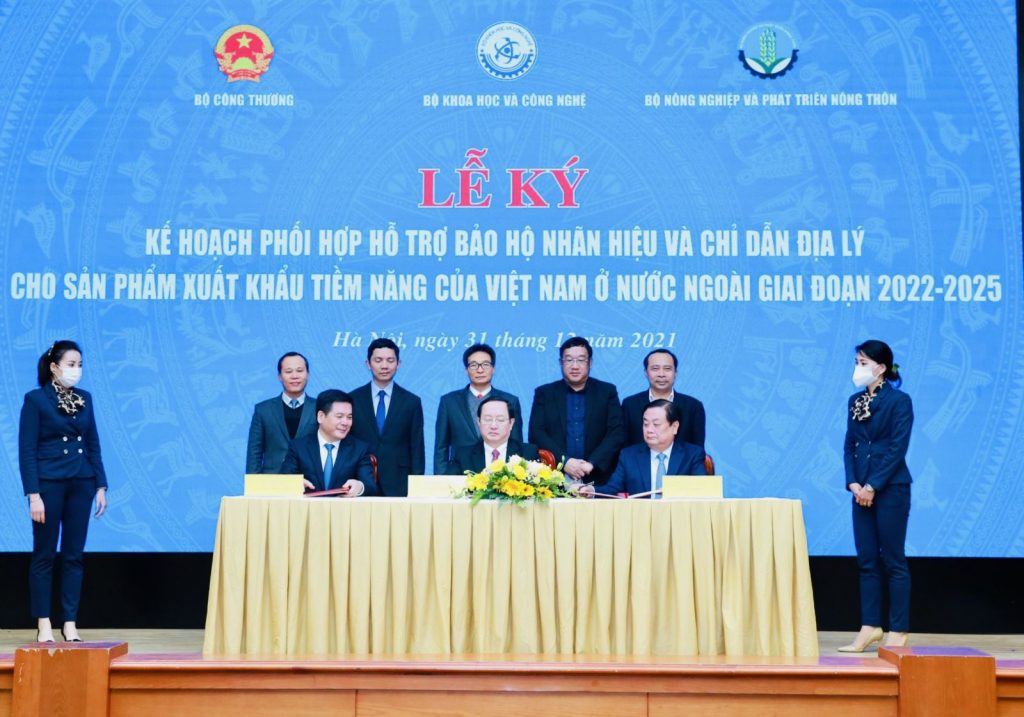 BỘ CÔNG THƯƠNG
BỘ KHOA HỌC VÀ CÔNG NGHỆ
BỘ NÔNG NGHIỆP VÀ PHÁT TRIỂN NÔNG THÔN
LỄ KÝ
KẾ HOẠCH PHỐI HỢP HỖ TRỢ BẢO HỘ NHÃN HIỆU VÀ CHỈ DẪN ĐỊA LÝ
CHO SẢN PHẨM XUẤT KHẨU TIỀM NĂNG CỦA VIỆT NAM Ở NƯỚC NGOÀI GIAI ĐOẠN 2022-2025
Hà Nội, ngày 31 tháng 12 năm 2021